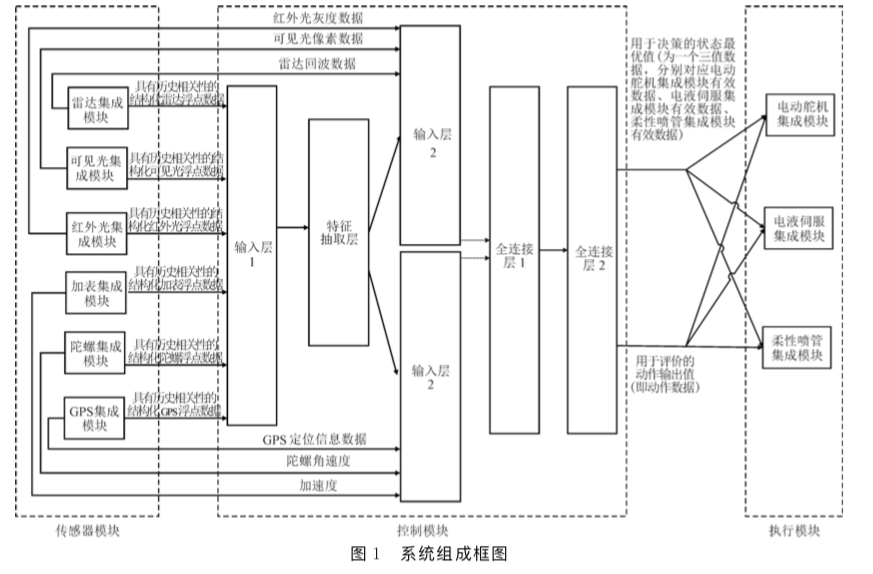 红外光灰度数据
可见光像素数据
雷达回波数据
雷达集成
模块
具有历史相关性的
结构化雷达浮点数据
可见光集
成模块
具有历史相关性的结
构化可见光浮点数据
红外光集
成模块
具有历史相关性的结
构化红外光浮点数据
加表集成
模块
具有历史相关性的
结构化加表浮点数据
陀螺集成
模块
具有历史相关性的
结构化陀螺浮点数据
GPS集成
模块
具有历史相关性的
结构化GPS浮点数据
输入层
1
特征
抽取层
输入层
2
输入层
2
全连接
层 1
全连接
层 2
用于决策的状态最
优值(为一个三值数
据，分别对应电动
舵机集成模块有效
数据、电液伺服集
成模块有效数据、
柔性喷管集成模块
有效数据)
用于评价的
动作输出值
(即动作数据)
电动舵机
集成模块
电液伺服
集成模块
柔性喷管
集成模块
GPS 定位信息数据
陀螺角速度
加速度
传感器模块
控制模块
执行模块
图 1 系统组成框图